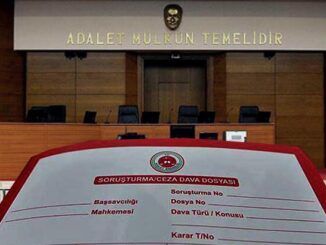 ADALET MÜLKÜN TEMELİDİR
SORUŞTURMA/CEZA DAVA DOSYASI
Soruşturma No
Başsavcılığı Dosya No
Mahkemesi Dava Türü / Konusu
Karar T/No